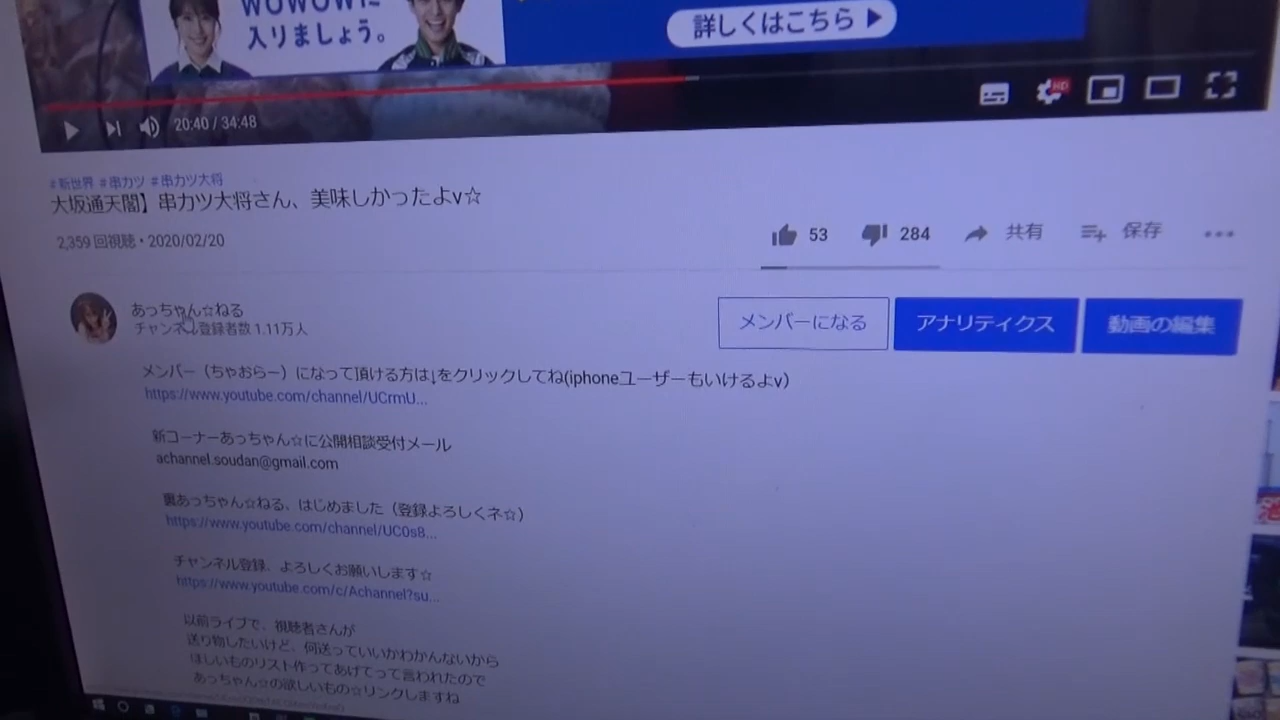 WOWOWに
入りましょう。
詳しくはこちら
20:40 / 34:48
HD
#新世界 #串カツ #串カツ大将
大坂通天閣】串カツ大将さん、美味しかったよv☆
2,359 回視聴・2020/02/20
53
284
共有
保存
あっちゃん☆ねる
チャンネル登録者数 1.11万人
メンバーになる
アナリティクス
動画の編集
メンバー（ちゃおらー）になって頂ける方は↓をクリックしてね(iphoneユーザーもいけるよv）
https://www.youtube.com/channel/UCrmU...
新コーナーあっちゃん☆に公開相談受付メール
achannel.soudan@gmail.com
裏あっちゃん☆ねる、はじめました（登録よろしくネ☆）
https://www.youtube.com/channel/UC0s8...
チャンネル登録、よろしくお願いします☆
https://www.youtube.com/c/Achannel?su...
以前ライブで、視聴者さんが
送り物したいけど、何送っていいかわかんないから
ほしいものリスト作ってあげてって言われたので
あっちゃん☆の欲しいもの☆リンクしますね